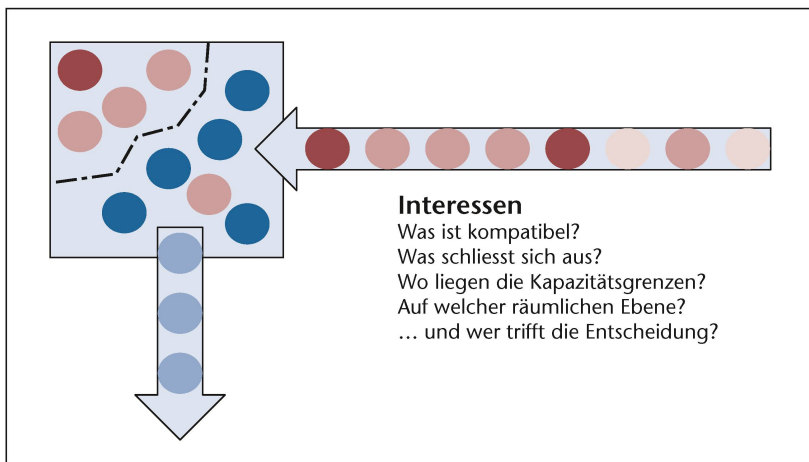 Interessen
Was ist kompatibel?
Was schliesst sich aus?
Wo liegen die Kapazitätsgrenzen?
Auf welcher räumlichen Ebene?
… und wer trifft die Entscheidung?